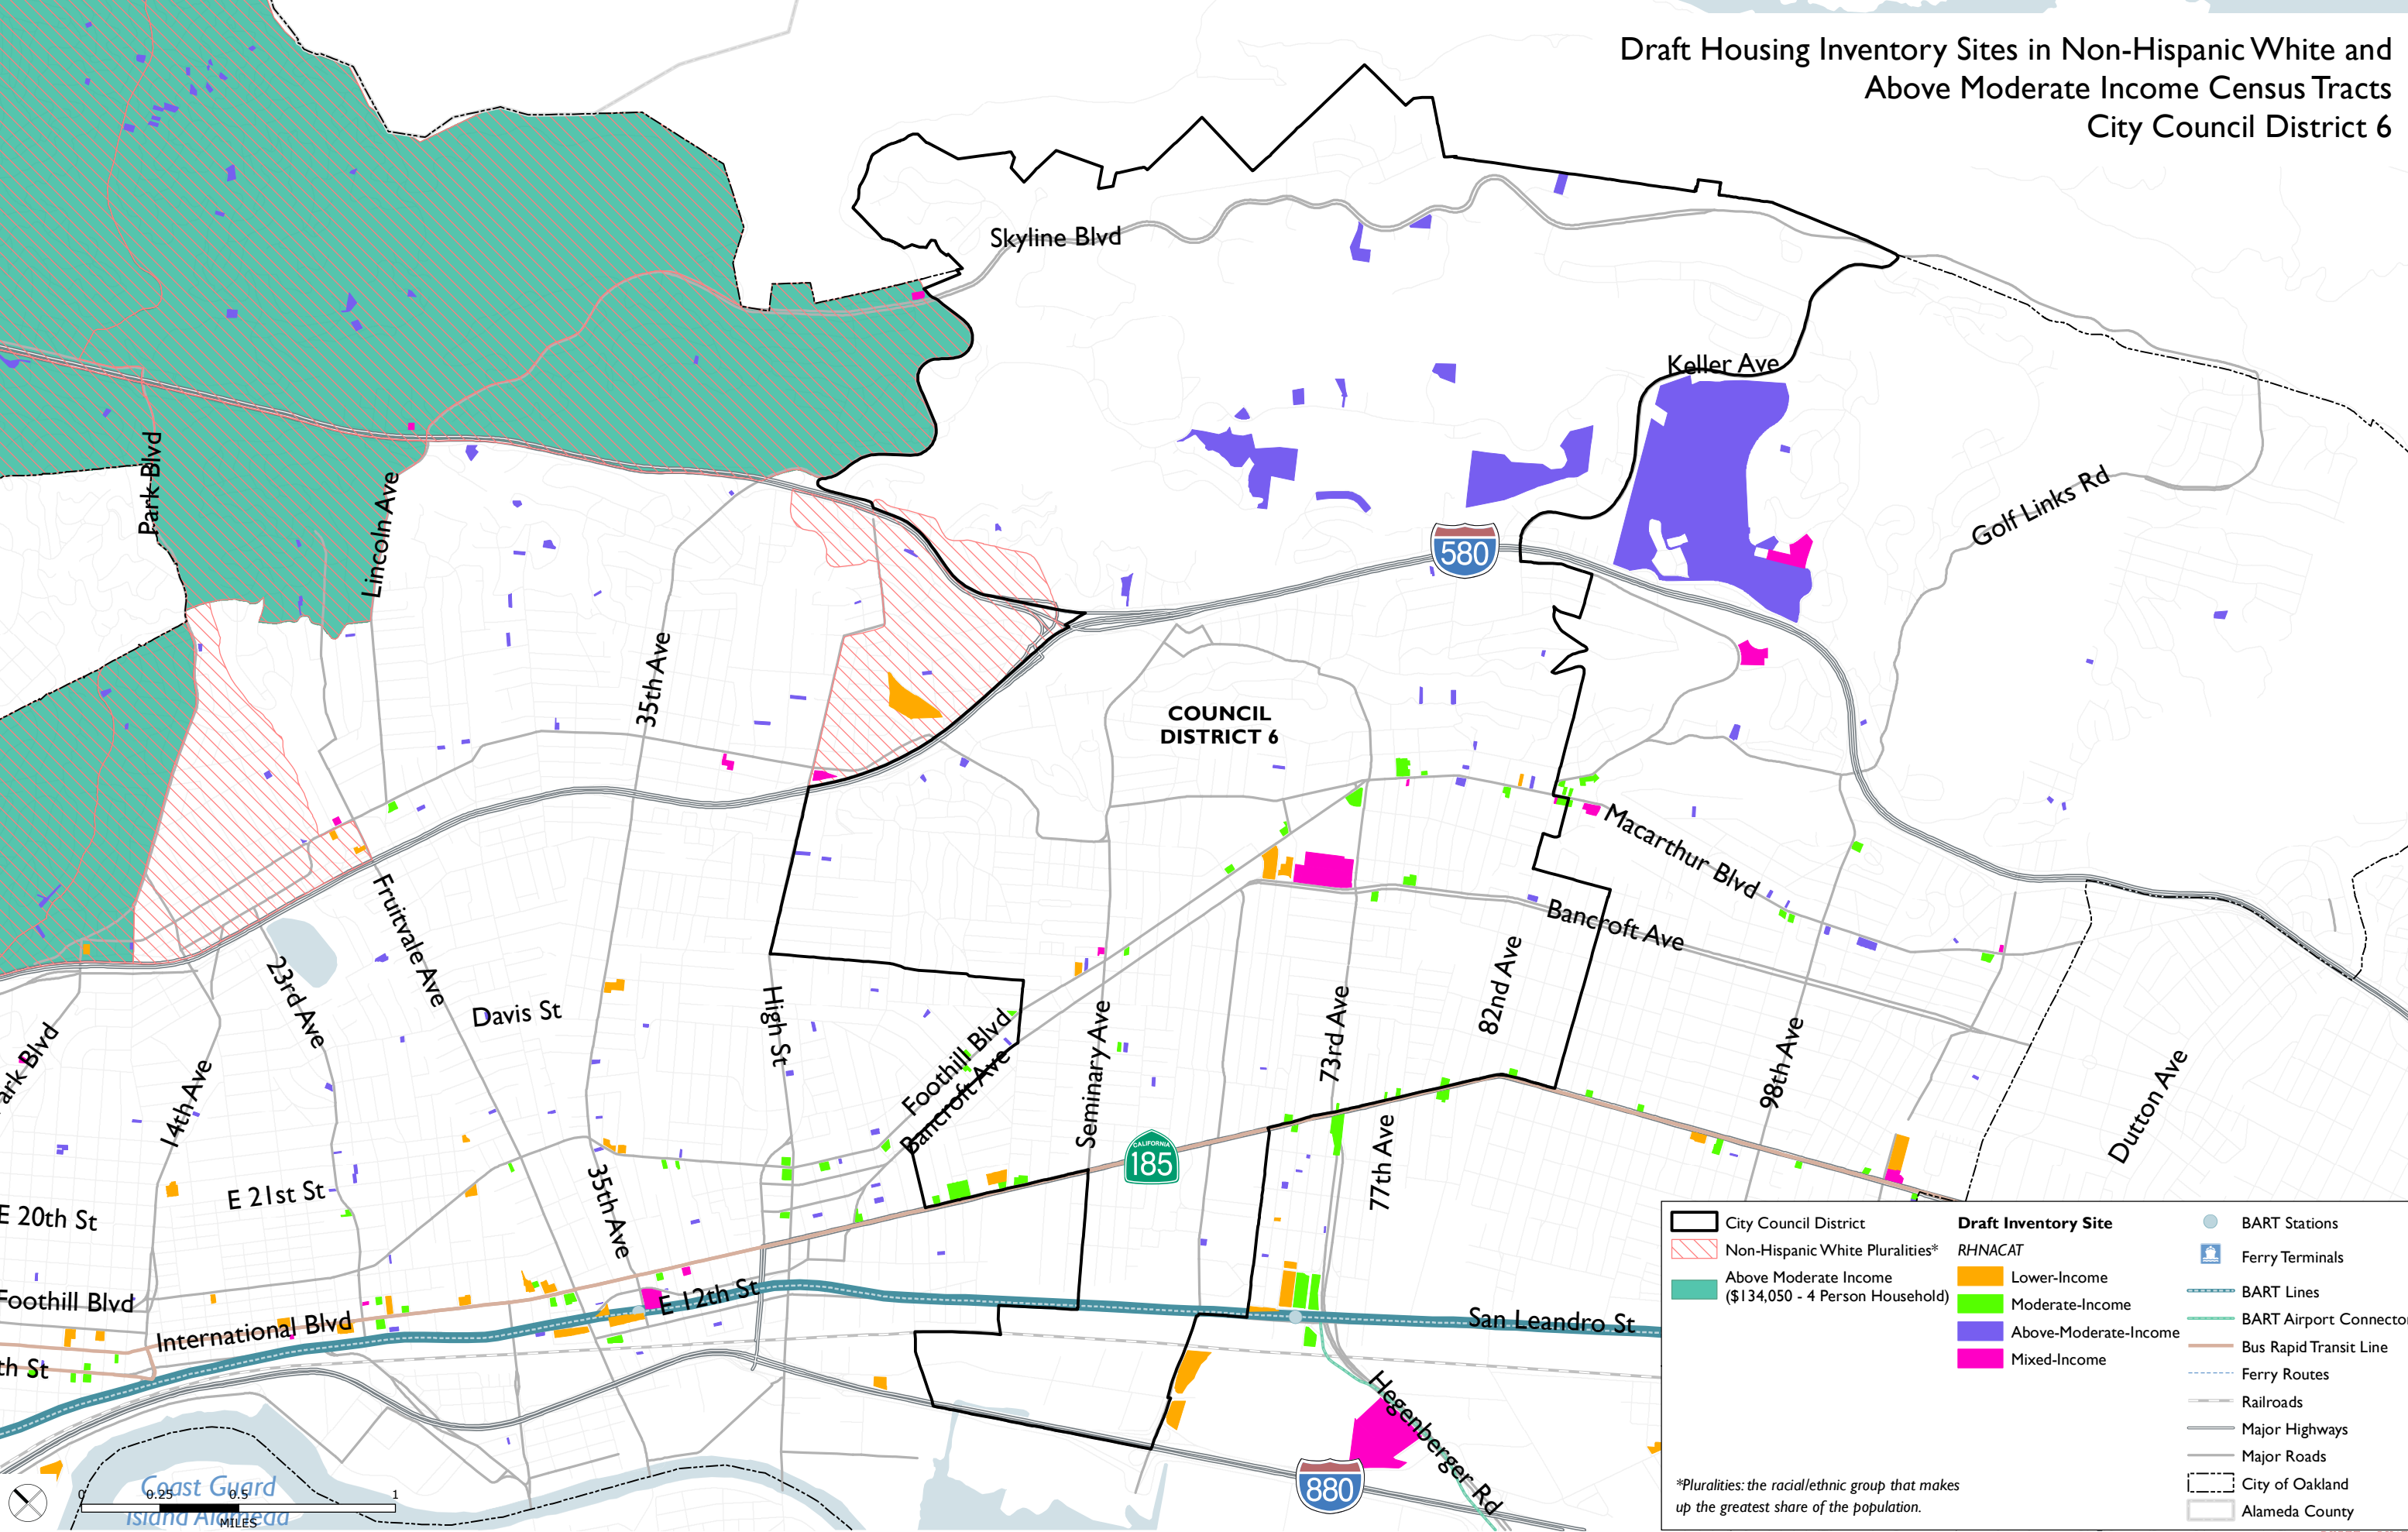 Draft Housing Inventory Sites in Non-Hispanic White and
Above Moderate Income Census Tracts
City Council District 6
Skyline Blvd
Keller Ave
Park Blvd
Lincoln Ave
Golf Links Rd
580
35th Ave
COUNCIL
DISTRICT 6
Macarthur Blvd
Fruitvale Ave
Bancroft Ave
23rd Ave
Davis St
High St
82nd Ave
73rd Ave
Seminary Ave
Foothill Blvd
Bancroft Ave
98th Ave
Park Blvd
14th Ave
Dutton Ave
CALIFORNIA
185
77th Ave
35th Ave
E 21st St
E 20th St
Foothill Blvd
International Blvd
E 12th St
San Leandro St
th St
Hegenberger Rd
880
Coast Guard
Island Alameda
0 0.25 0.5 1
MILES
City Council District
Non-Hispanic White Pluralities*
Above Moderate Income
($134,050 - 4 Person Household)
*Pluralities: the racial/ethnic group that makes
up the greatest share of the population.
Draft Inventory Site
RHNACAT
Lower-Income
Moderate-Income
Above-Moderate-Income
Mixed-Income
BART Stations
Ferry Terminals
BART Lines
BART Airport Connector
Bus Rapid Transit Line
Ferry Routes
Railroads
Major Highways
Major Roads
City of Oakland
Alameda County